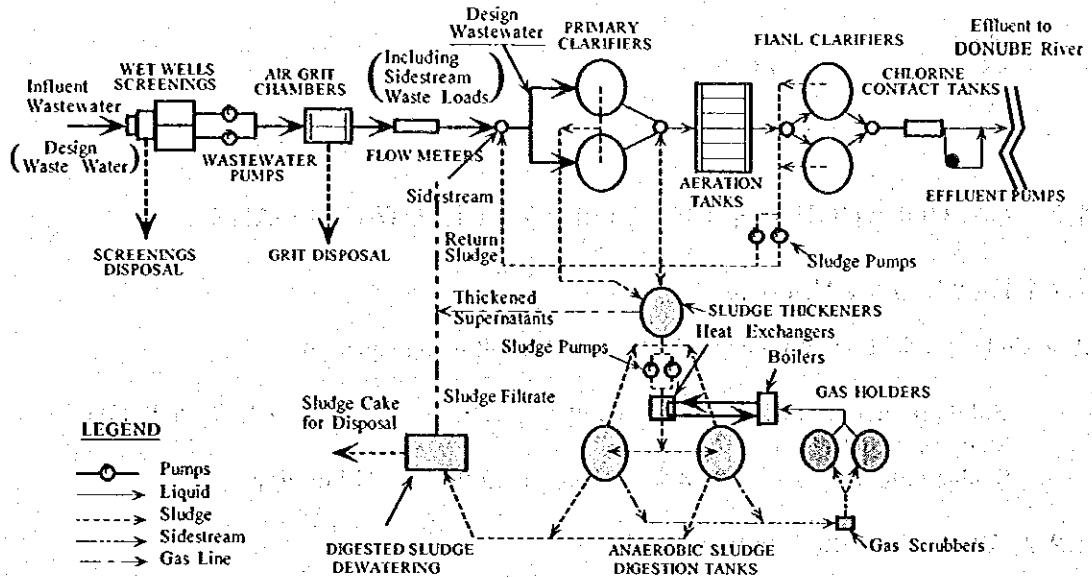 Design
Wastewater
PRIMARY
CLARIFIERS
Effluent to
DONUBE River
FIANL CLARIFIERS
CHLORINE
CONTACT TANKS
WET WELLS
SCREENINGS
AIR GRIT
CHAMBERS
(Including
Sidestream
Waste Loads)
Influent
Wastewater
(Design
Waste Water)
WASTEWATER
PUMPS
FLOW METERS
AERATION
TANKS
EFFLUENT PUMPS
Sidestream
SCREENINGS
DISPOSAL
GRIT DISPOSAL
Return
Sludge
Sludge Pumps
Thickened
Supernatants
SLUDGE THICKENERS
Heat Exchangers
Sludge Pumps
Boilers
GAS HOLDERS
Sludge Cake
for Disposal
Sludge Filtrate
LEGEND
Pumps
Liquid
Sludge
Sidestream
Gas Line
DIGESTED SLUDGE
DEWATERING
ANAEROBIC SLUDGE
DIGESTION TANKS
Gas Scrubbers